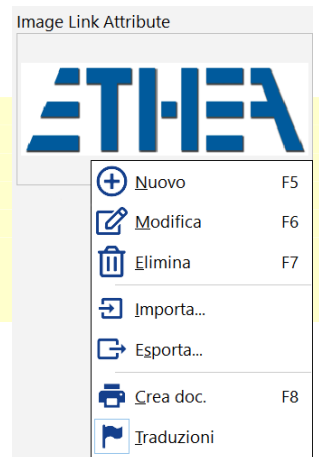 Image Link Attribute
ETHEA
Nuovo F5
Modifica F6
Elimina F7
Importa...
Esporta...
Crea doc. F8
Traduzioni